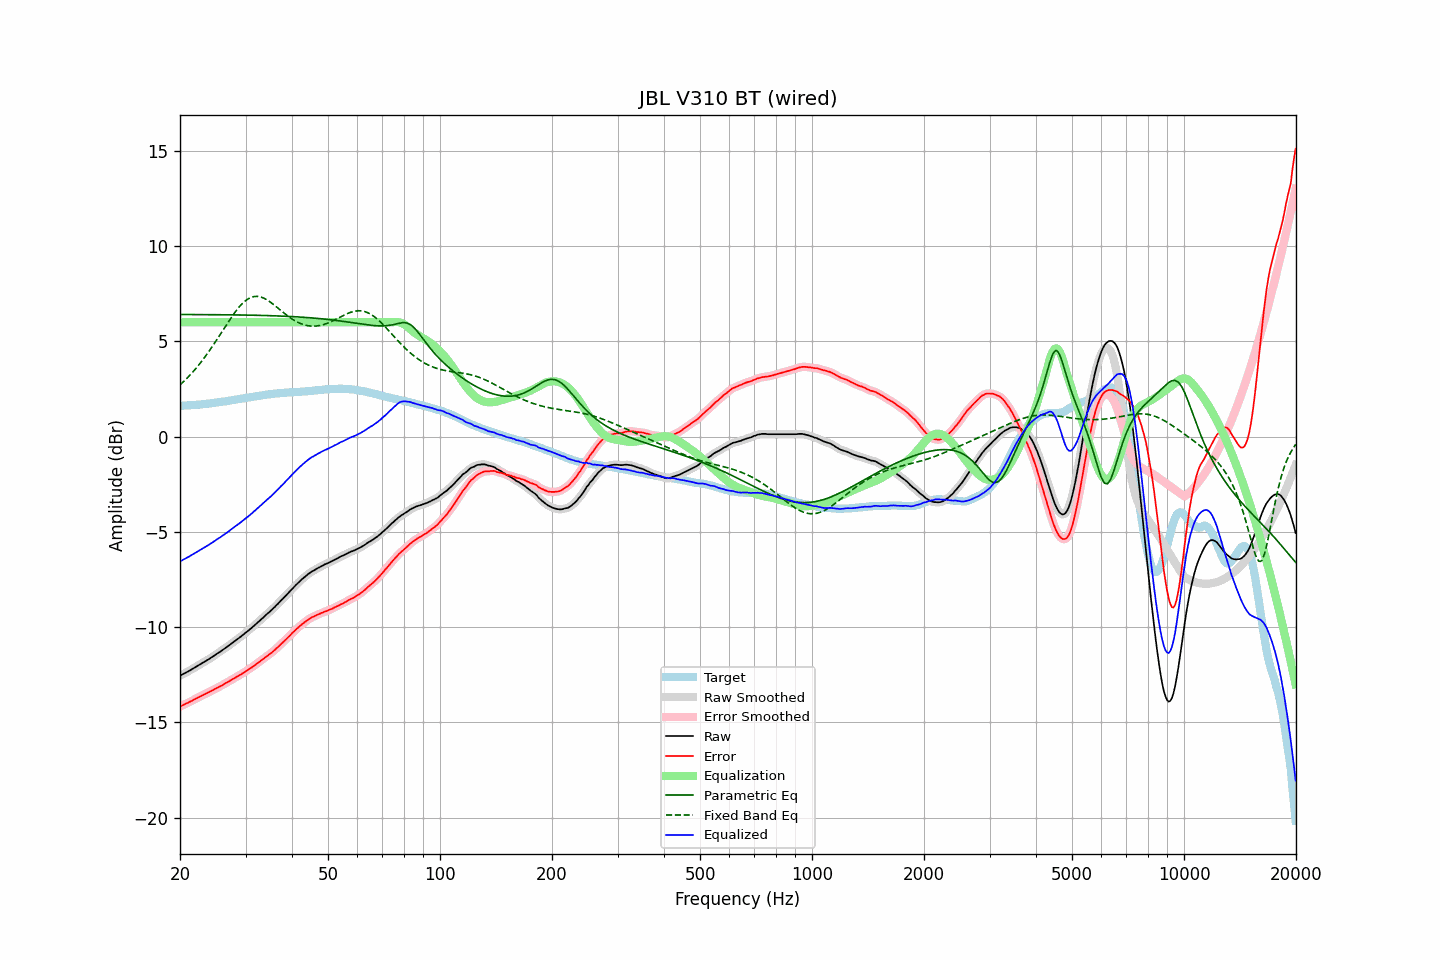 JBL V310 BT (wired)
15
10
5
0
−5
−10
−15
−20
Amplitude (dBr)
20
50
100
200
500
1000
2000
5000
10000
20000
Frequency (Hz)
Target
Raw Smoothed
Error Smoothed
Raw
Error
Equalization
Parametric Eq
Fixed Band Eq
Equalized